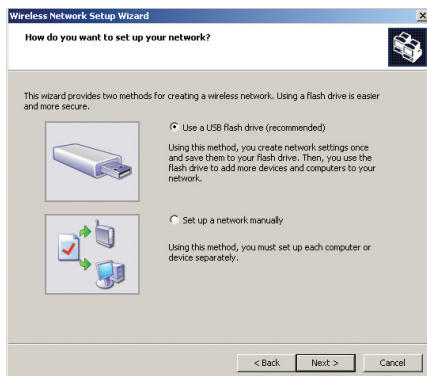 Wireless Network Setup Wizard
How do you want to set up your network?
This wizard provides two methods for creating a wireless network. Using a flash drive is easier
and more secure.
Use a USB flash drive (recommended)
Using this method, you create network settings once
and save them to your flash drive. Then, you use the
flash drive to add more devices and computers to your
network.
Set up a network manually
Using this method, you must set up each computer or
device separately.
< Back Next > Cancel